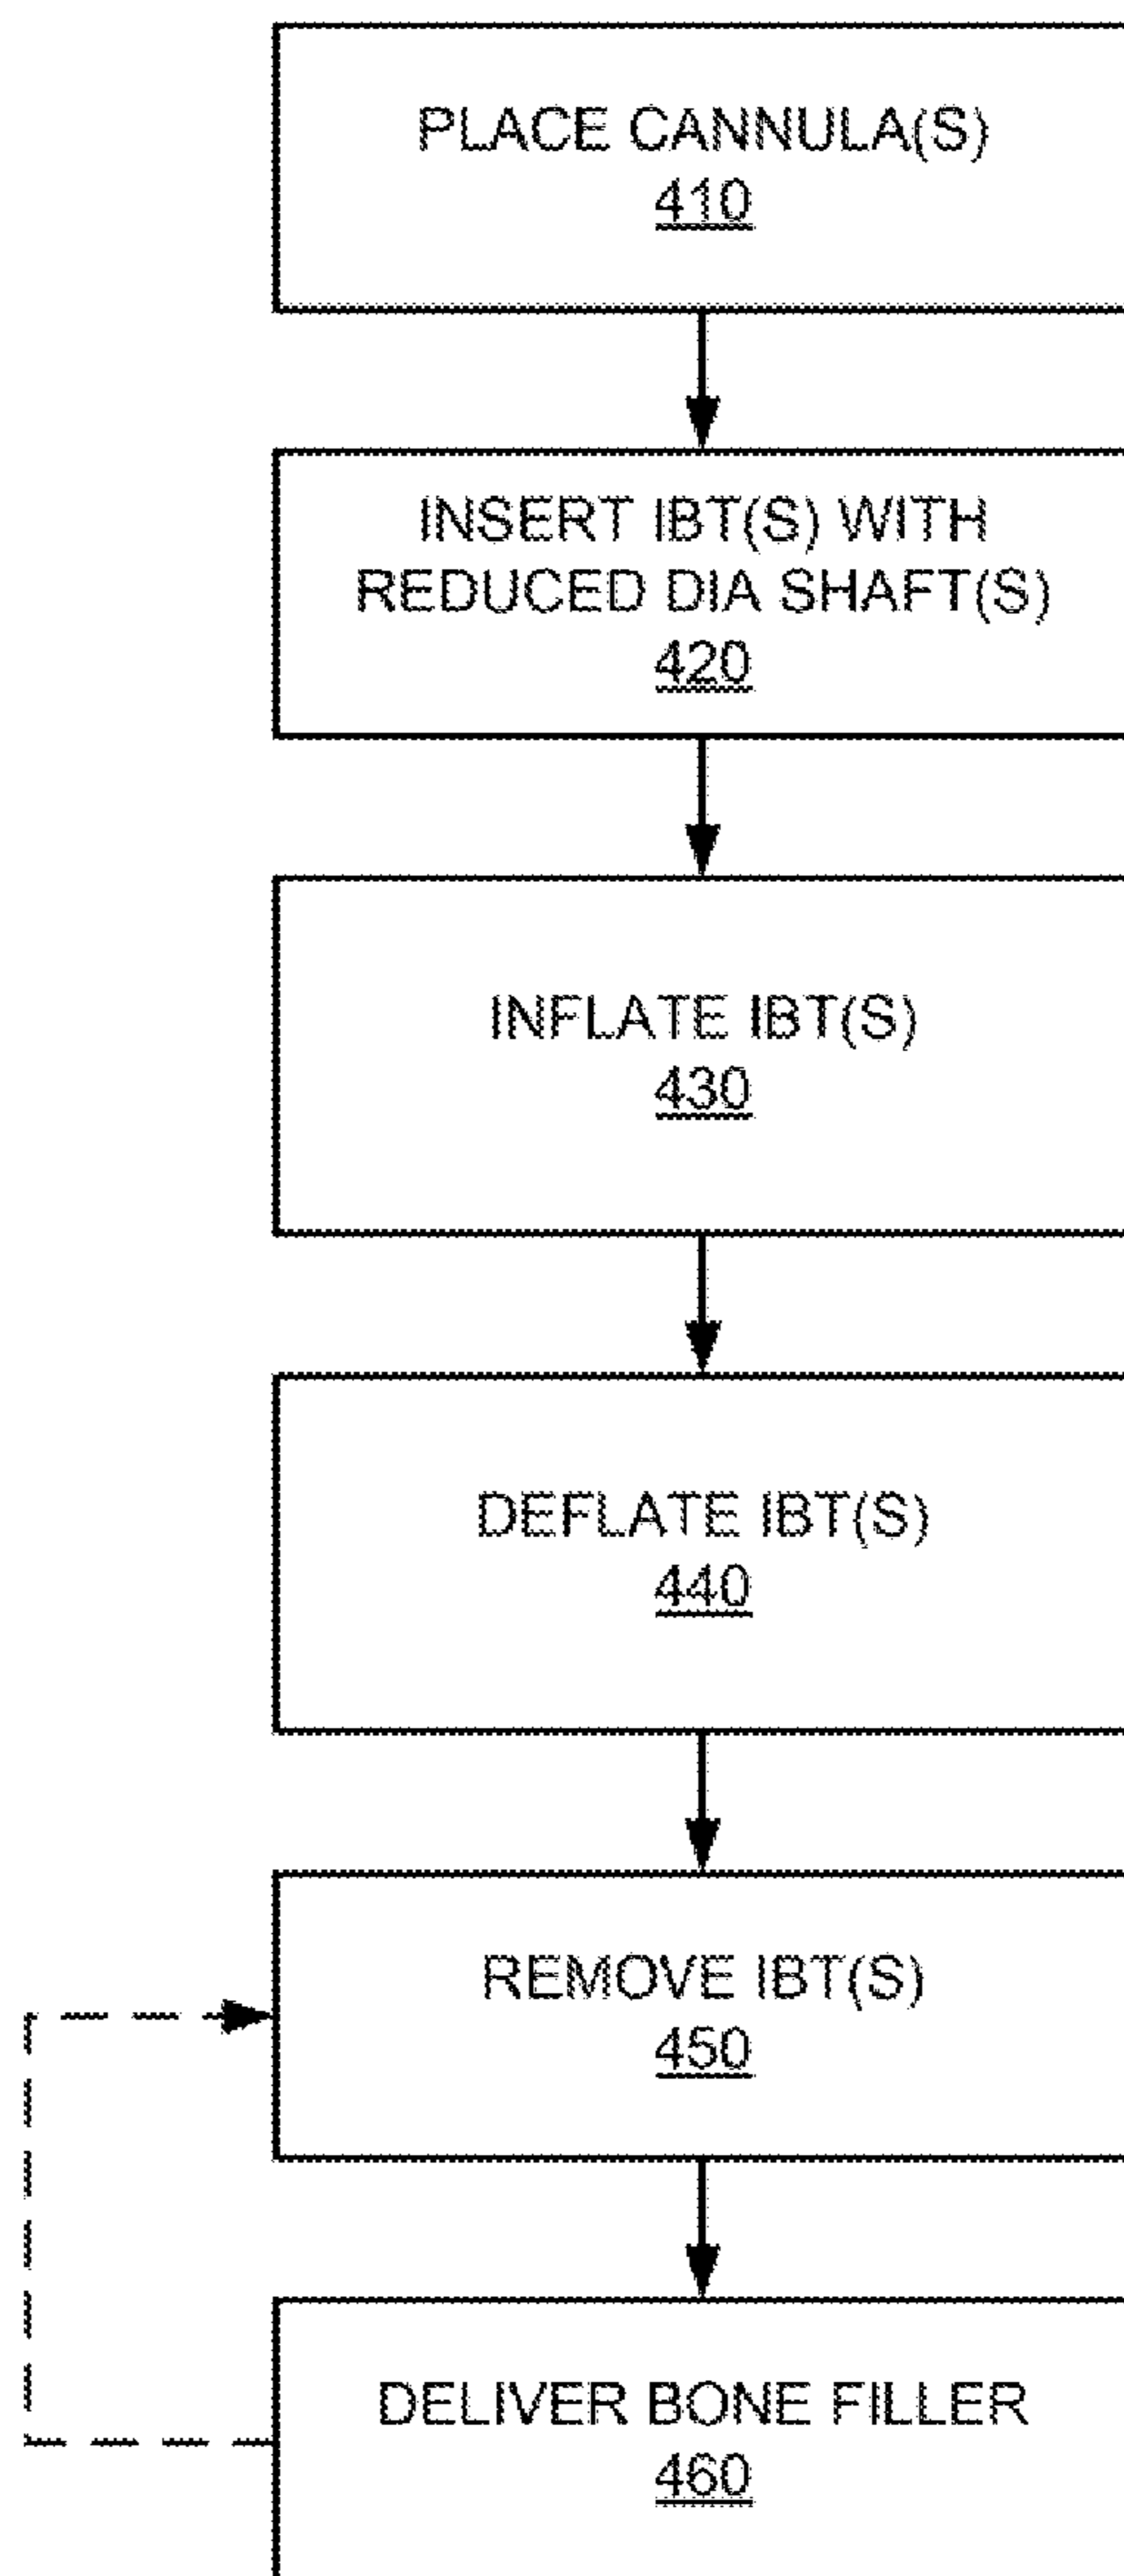 PLACE CANNULA(S)
410
INSERT IBT(S) WITH
REDUCED DIA SHAFT(S)
420
INFLATE IBT(S)
430
DEFLATE IBT(S)
440
REMOVE IBT(S)
450
DELIVER BONE FILLER
460